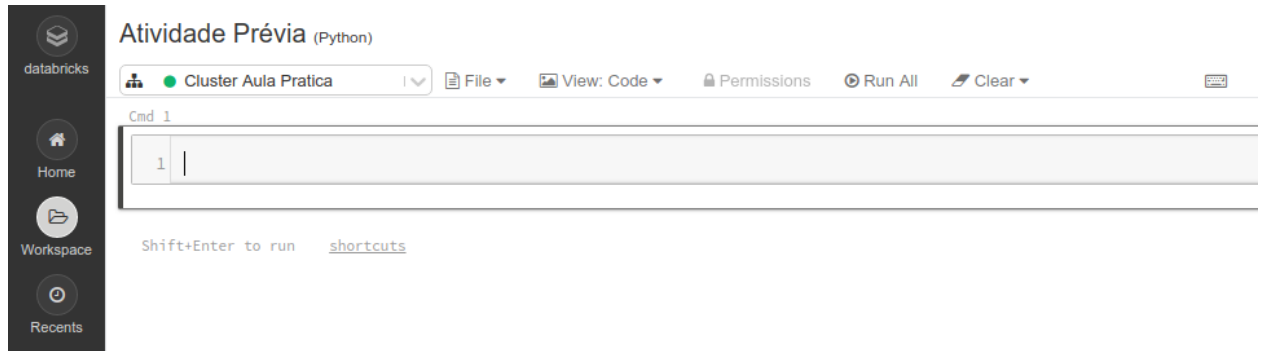 databricks
Home
Workspace
Recents
Atividade Prévia (Python)
Cluster Aula Pratica File View: Code Permissions Run All Clear
Cmd 1
1
Shift+Enter to run shortcuts